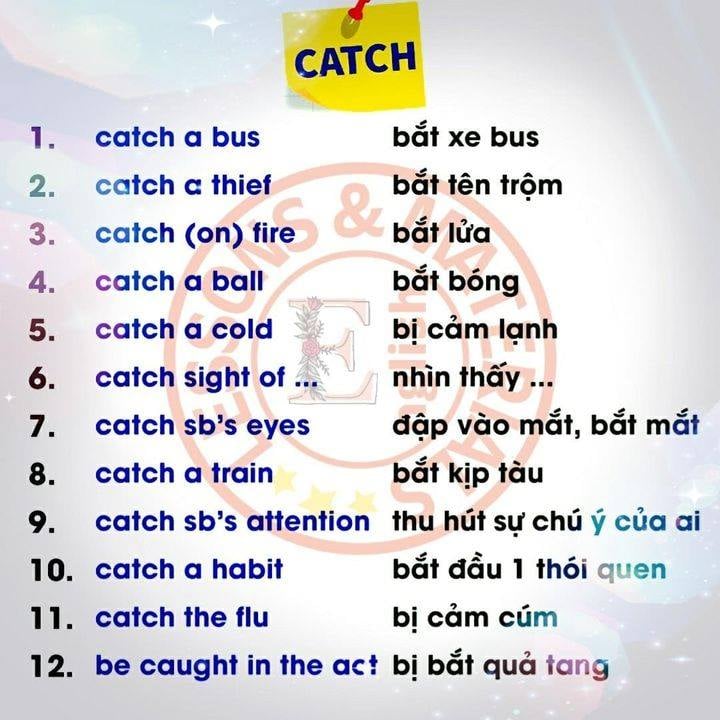 CATCH
1. catch a bus bắt xe bus
2. catch a thief bắt tên trộm
3. catch (on) fire bắt lửa
4. catch a ball bắt bóng
5. catch a cold bị cảm lạnh
6. catch sight of ... nhìn thấy ...
7. catch sb's eyes đập vào mắt, bắt mắt
8. catch a train bắt kịp tàu
9. catch sb's attention thu hút sự chú ý của ai
10. catch a habit bắt đầu 1 thói quen
11. catch the flu bị cảm cúm
12. be caught in the act bị bắt quả tang
LESSONS & MATERIALS
English